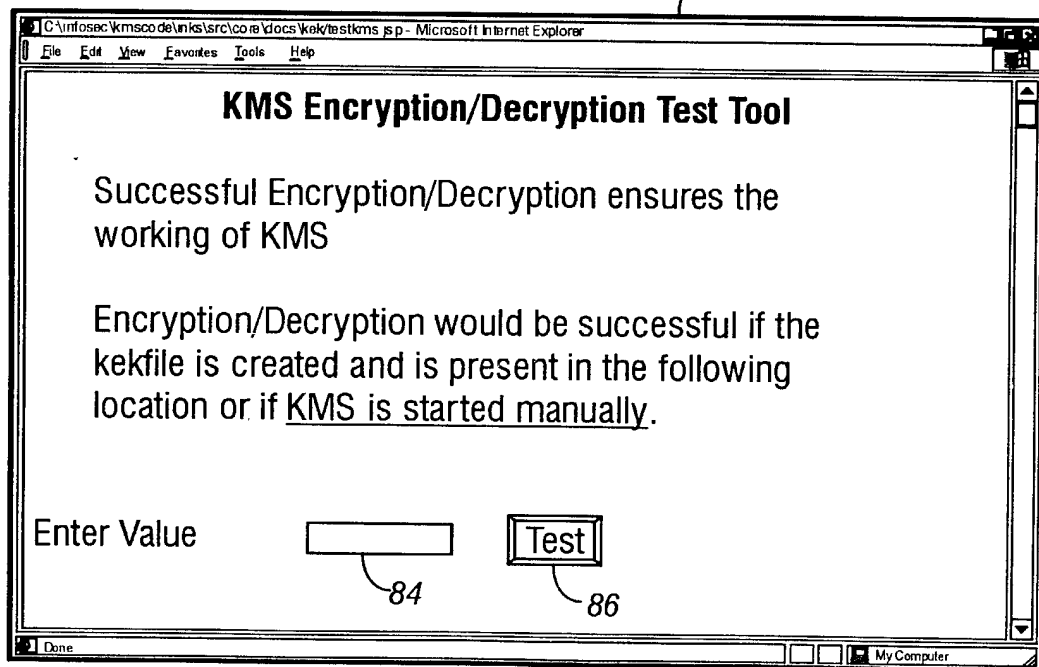 C:\infosec\kmscode\nks\src\core\docs\kek/testkms jsp - Microsoft Internet Explorer
File Edit View Favorites Tools Help
KMS Encryption/Decryption Test Tool
Successful Encryption/Decryption ensures the
working of KMS
Encryption/Decryption would be successful if the
kekfile is created and is present in the following
location or if KMS is started manually.
Enter Value Test
84 86
Done My Computer